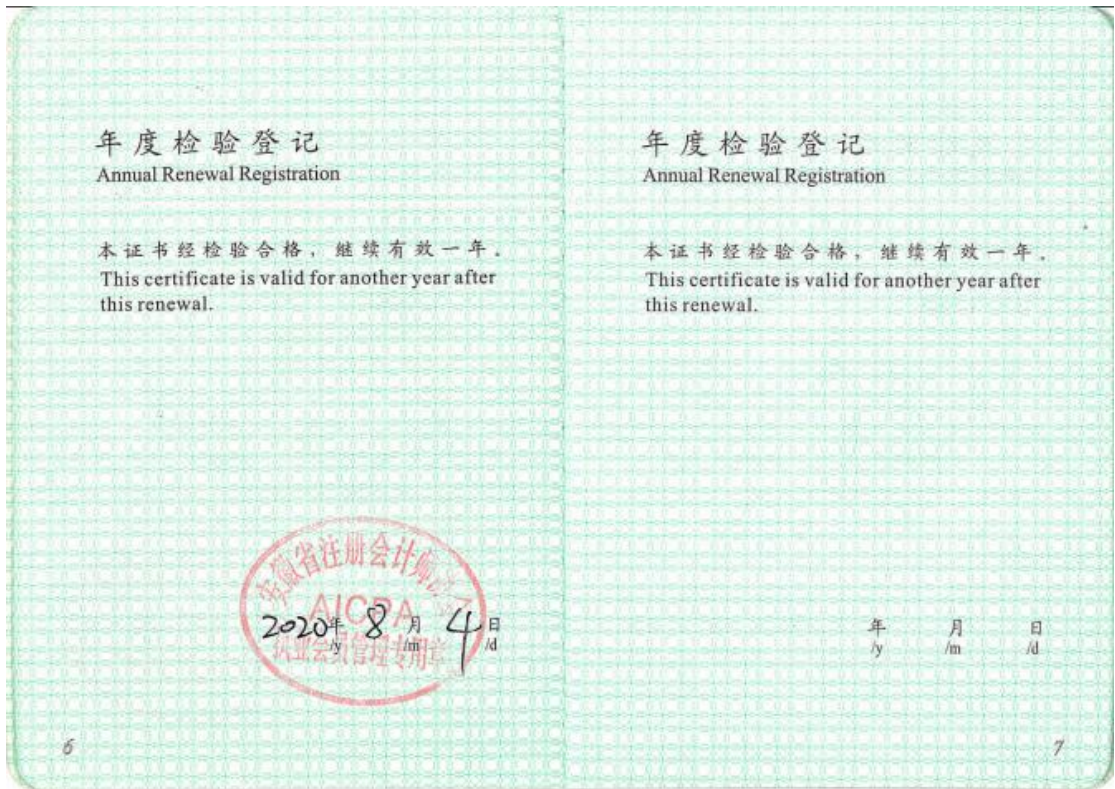 年度检验登记
Annual Renewal Registration
本证书经检验合格，继续有效一年。
This certificate is valid for another year after
this renewal.
安徽省注册会计师协会
AICPA
执业会员管理专用章
2020年 8月 4日
/y /m /d
6
年度检验登记
Annual Renewal Registration
本证书经检验合格，继续有效一年。
This certificate is valid for another year after
this renewal.
年 月 日
/y /m /d
7